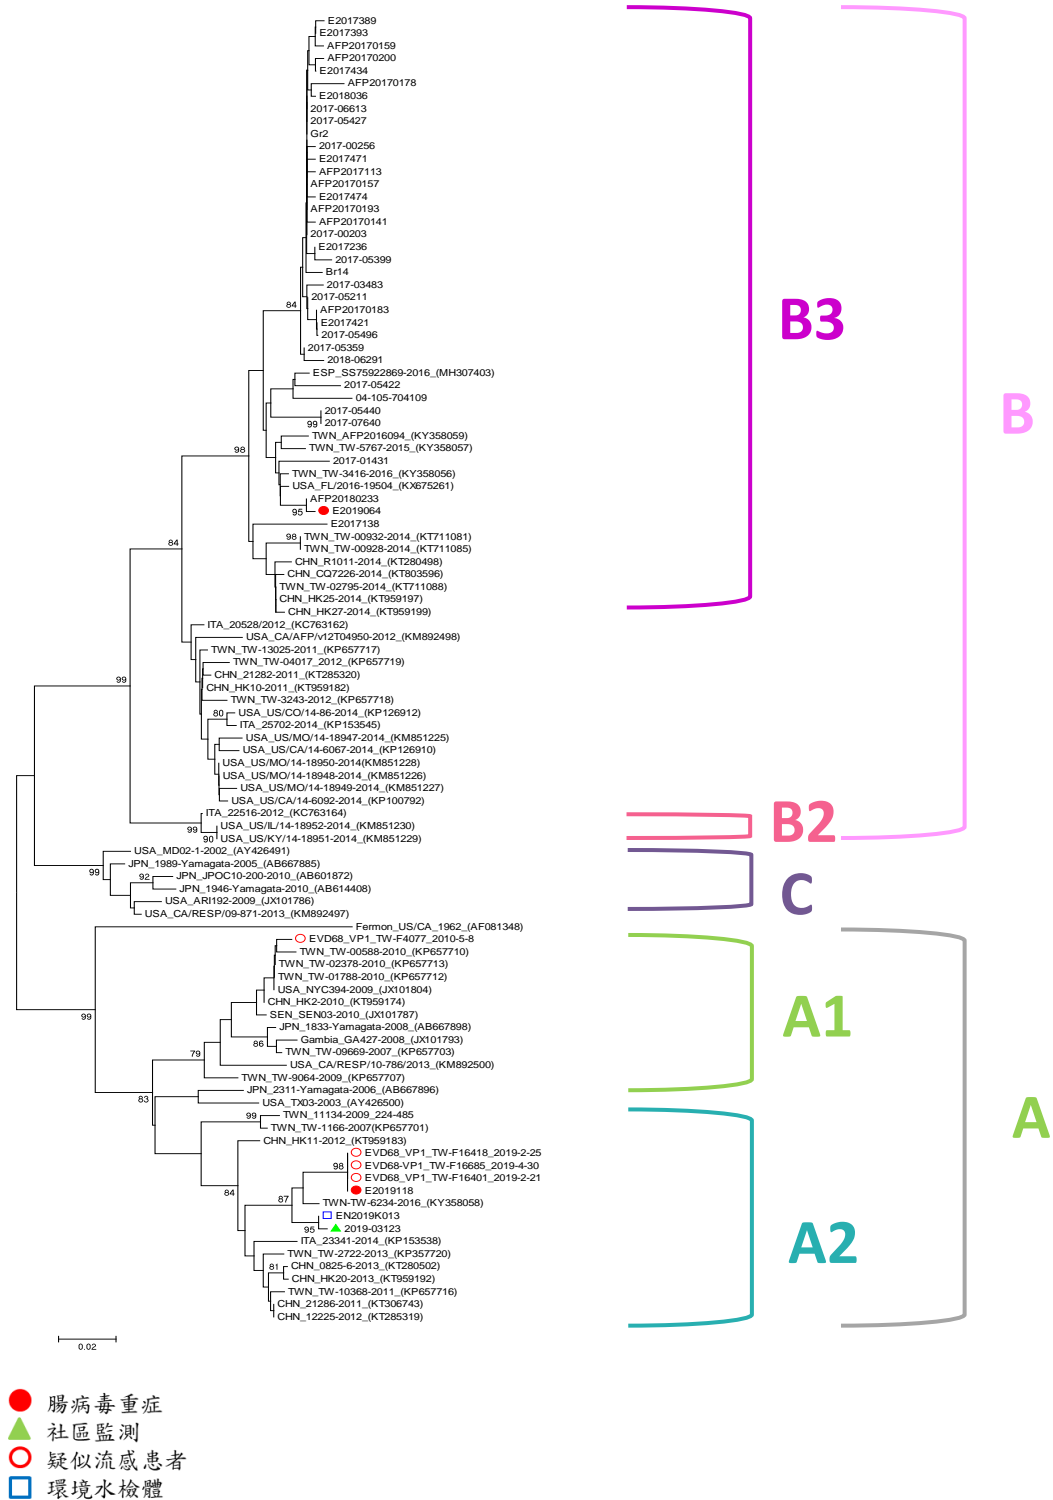 E2017389
E2017393
AFP20170159
AFP20170200
E2017434
AFP20170178
E2018036
2017-06613
2017-05427
Gr2
2017-00256
E2017471
AFP2017113
AFP20170157
E2017474
AFP20170193
AFP20170141
2017-00203
E2017236
2017-05399
Br14
2017-03483
2017-05211
84
AFP20170183
B3
E2017421
2017-05496
2017-05359
2018-06291
ESP_SS75922869-2016_(MH307403)
2017-05422
04-105-704109
2017-05440
B
99
2017-07640
TWN_AFP2016094_(KY358059)
98
TWN_TW-5767-2015_(KY358057)
2017-01431
TWN_TW-3416-2016_(KY358056)
USA_FL/2016-19504_(KX675261)
AFP20180233
95
E2019064
E2017138
98
TWN_TW-00932-2014_(KT711081)
84
TWN_TW-00928-2014_(KT711085)
CHN_R1011-2014_(KT280498)
CHN_CQ7226-2014_(KT803596)
TWN_TW-02795-2014_(KT711088)
CHN_HK25-2014_(KT959197)
CHN_HK27-2014_(KT959199)
ITA_20528/2012_(KC763162)
USA_CA/AFP/v12T04950-2012_(KM892498)
TWN_TW-13025-2011_(KP657717)
TWN_TW-04017_2012_(KP657719)
CHN_21282-2011_(KT285320)
99
CHN_HK10-2011_(KT959182)
TWN_TW-3243-2012_(KP657718)
80
USA_US/CO/14-86-2014_(KP126912)
ITA_25702-2014_(KP153545)
USA_US/MO/14-18947-2014_(KM851225)
USA_US/CA/14-6067-2014_(KP126910)
USA_US/MO/14-18950-2014(KM851228)
USA_US/MO/14-18948-2014_(KM851226)
USA_US/MO/14-18949-2014_(KM851227)
USA_US/CA/14-6092-2014_(KP100792)
ITA_22516-2012_(KC763164)
B2
99
USA_US/IL/14-18952-2014_(KM851230)
90
USA_US/KY/14-18951-2014_(KM851229)
USA_MD02-1-2002_(AY426491)
JPN_1989-Yamagata-2005_(AB667885)
99
92
JPN_JPOC10-200-2010_(AB601872)
C
JPN_1946-Yamagata-2010_(AB614408)
USA_ARI192-2009_(JX101786)
USA_CA/RESP/09-871-2013_(KM892497)
Fermon_US/CA_1962_(AF081348)
EVD68_VP1_TW-F4077_2010-5-8
TWN_TW-00588-2010_(KP657710)
TWN_TW-02378-2010_(KP657713)
TWN_TW-01788-2010_(KP657712)
USA_NYC394-2009_(JX101804)
CHN_HK2-2010_(KT959174)
99
SEN_SEN03-2010_(JX101787)
A1
JPN_1833-Yamagata-2008_(AB667898)
86
Gambia_GA427-2008_(JX101793)
TWN_TW-09669-2007_(KP657703)
79
USA_CA/RESP/10-786/2013_(KM892500)
TWN_TW-9064-2009_(KP657707)
JPN_2311-Yamagata-2006_(AB667896)
83
USA_TX03-2003_(AY426500)
99
TWN_11134-2009_224-485
A
TWN_TW-1166-2007(KP657701)
CHN_HK11-2012_(KT959183)
EVD68_VP1_TW-F16418_2019-2-25
98
EVD68-VP1_TW-F16685_2019-4-30
EVD68_VP1_TW-F16401_2019-2-21
84
E2019118
87
TWN-TW-6234-2016_(KY358058)
EN2019K013
95
2019-03123
ITA_23341-2014_(KP153538)
A2
TWN_TW-2722-2013_(KP357720)
81
CHN_0825-6-2013_(KT280502)
CHN_HK20-2013_(KT959192)
TWN_TW-10368-2011_(KP657716)
CHN_21286-2011_(KT306743)
CHN_12225-2012_(KT285319)
0.02
腸病毒重症
社區監測
疑似流感患者
環境水檢體